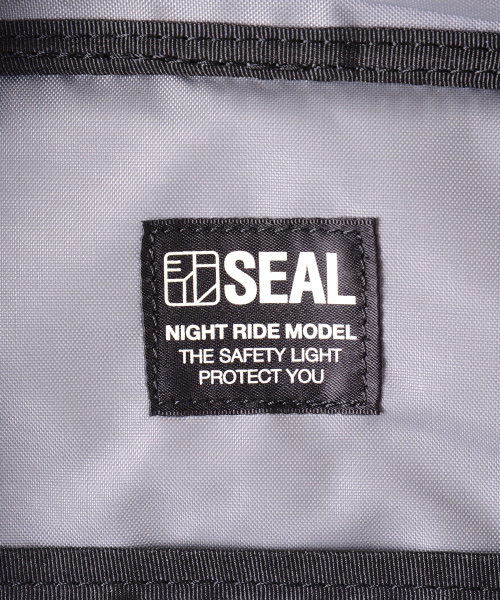 SEAL
NIGHT RIDE MODEL
THE SAFETY LIGHT
PROTECT YOU